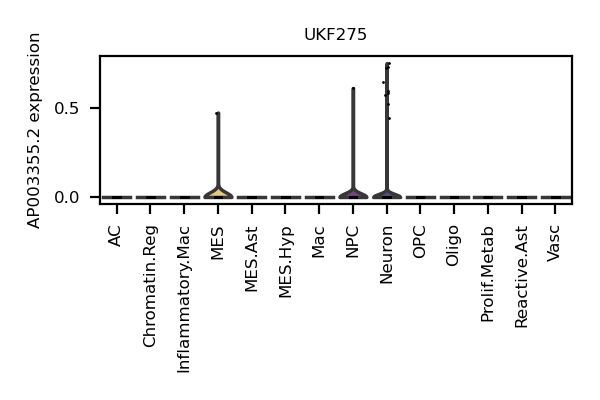 UKF275
AP003355.2 expression
0.5
0.0
AC
Chromatin.Reg
Inflammatory.Mac
MES
MES.Ast
MES.Hyp
Mac
NPC
Neuron
OPC
Oligo
Prolif.Metab
Reactive.Ast
Vasc